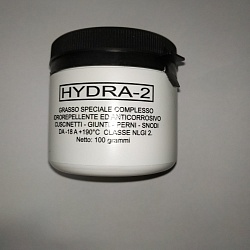 HYDRA-2
GRASSO SPECIALE COMPLESSO
IDROREPELLENTE ED ANTICORROSIVO
CUSCINETTI - GIUNTI - PERNI - SNODI
DA -18 A +190°C CLASSE NLGI 2.
Netto: 100 grammi